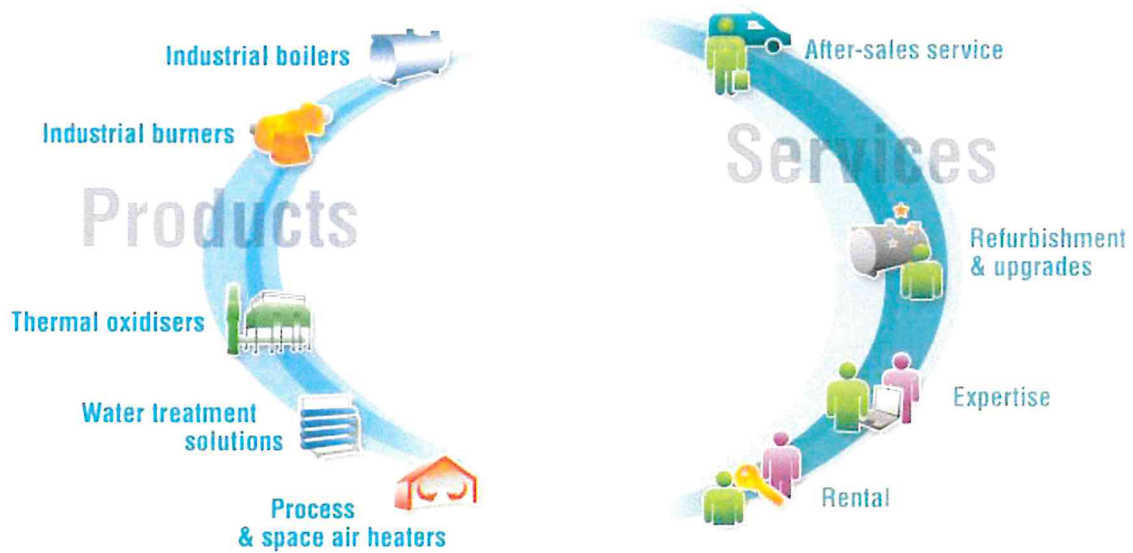 Industrial boilers
Industrial burners
Products
Thermal oxidisers
Water treatment
solutions
Process
& space air heaters
After-sales service
Services
Refurbishment
& upgrades
Expertise
Rental